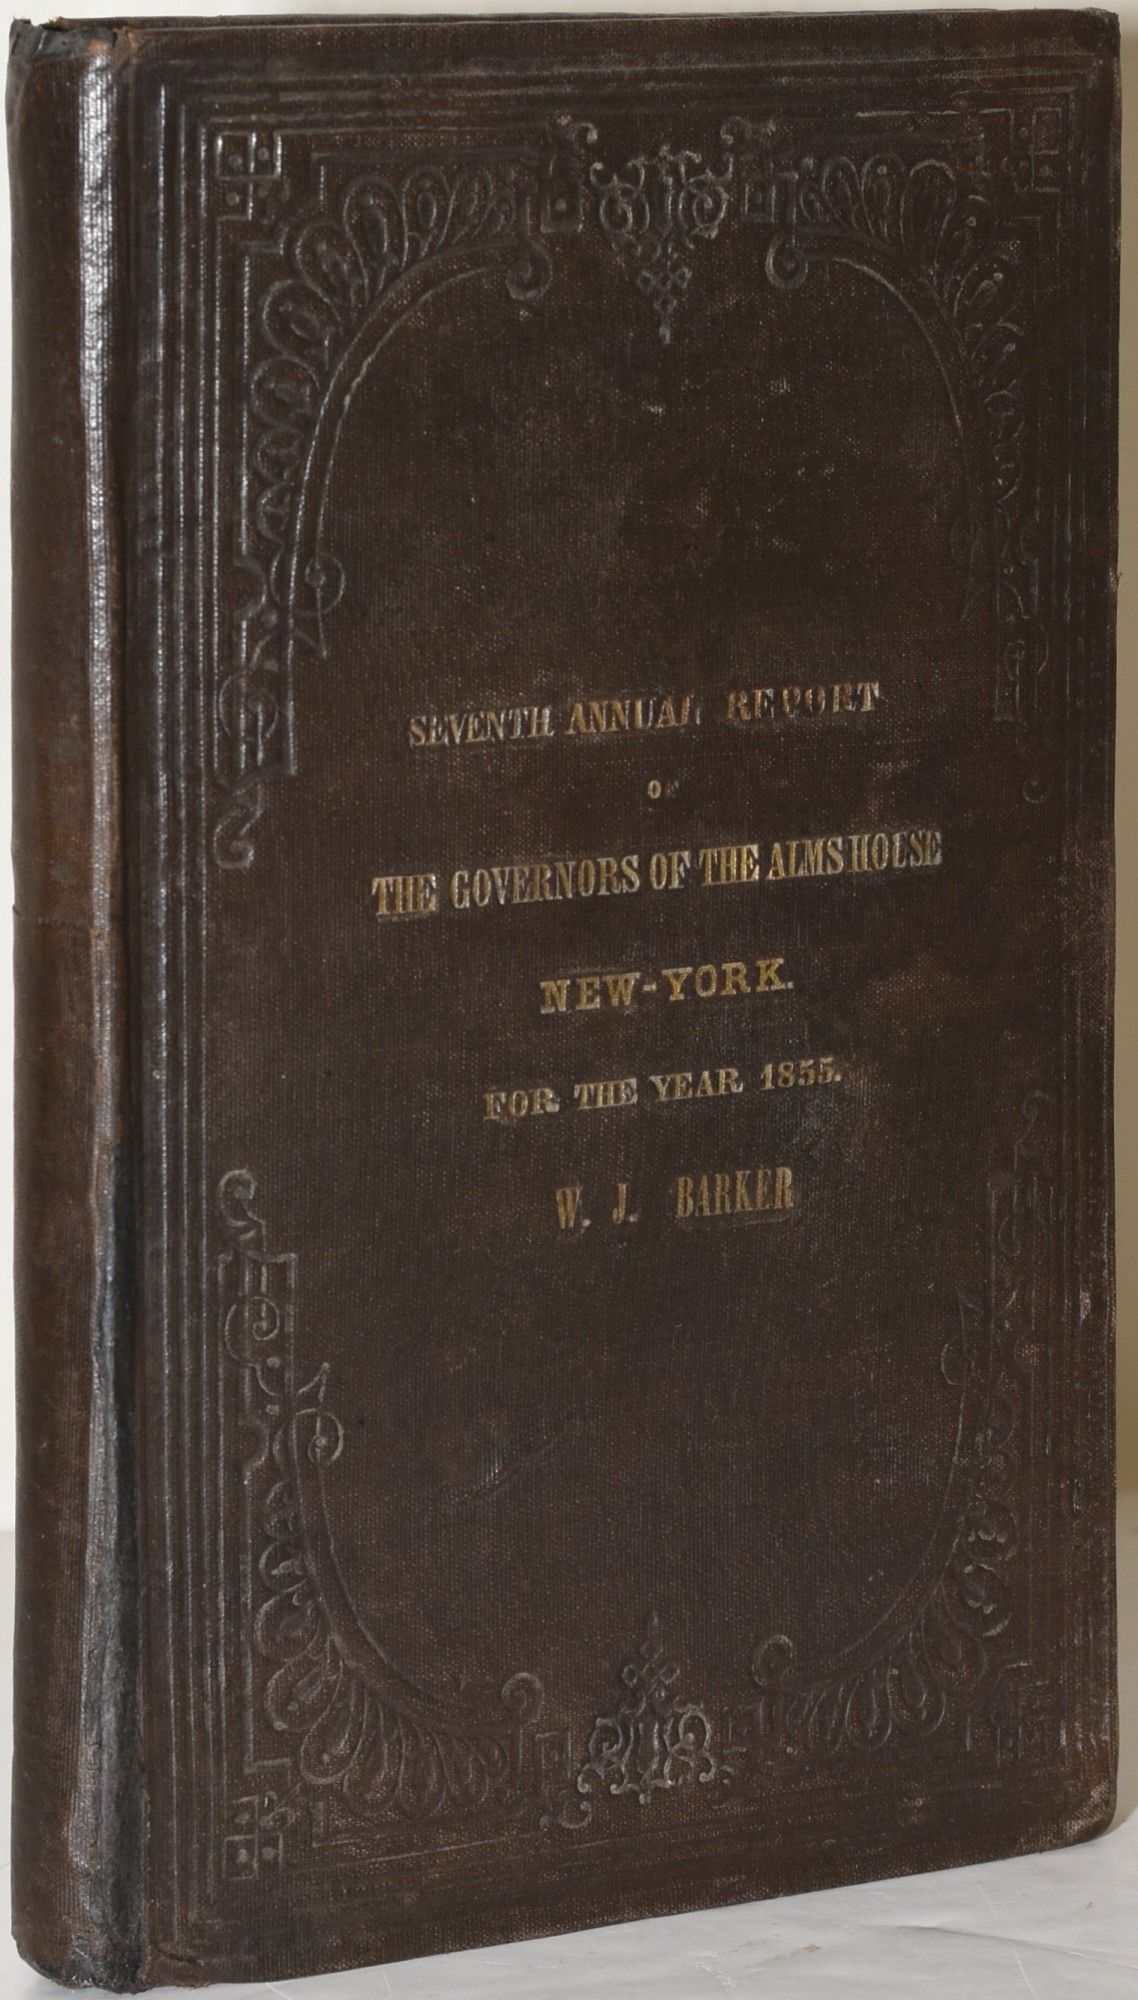 SEVENTH ANNUAL REPORT
OF
THE GOVERNORS OF THE ALMS HOUSE
NEW-YORK.
FOR THE YEAR 1855.
W. J. BARKER